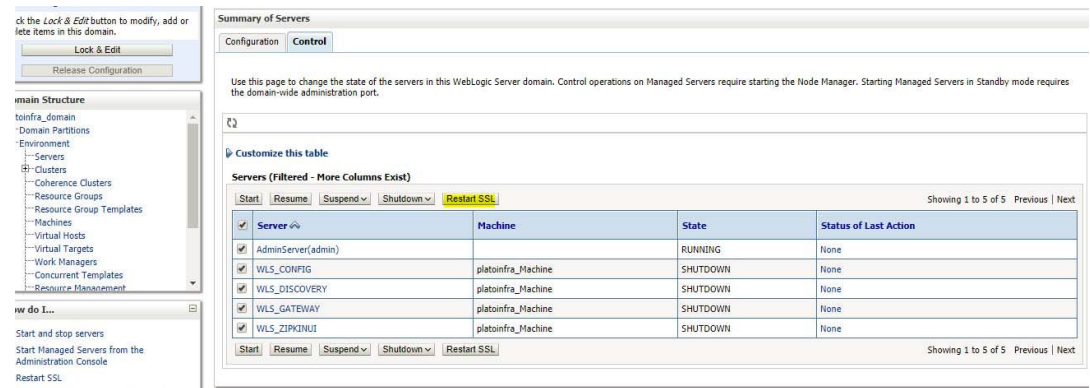 ck the Lock & Edit button to modify, add or
lete items in this domain.
Lock & Edit
Release Configuration
main Structure
toinfra_domain
Domain Partitions
Environment
Servers
Clusters
Coherence Clusters
Resource Groups
Resource Group Templates
Machines
Virtual Hosts
Virtual Targets
Work Managers
Concurrent Templates
Resource Management
ow do I...
Start and stop servers
Start Managed Servers from the
Administration Console
Restart SSL
Summary of Servers
Configuration Control
Use this page to change the state of the servers in this WebLogic Server domain. Control operations on Managed Servers require starting the Node Manager. Starting Managed Servers in Standby mode requires
the domain-wide administration port.
Customize this table
Servers (Filtered - More Columns Exist)
Start Resume Suspend Shutdown Restart SSL Showing 1 to 5 of 5 Previous | Next
Server Machine State Status of Last Action
AdminServer(admin) RUNNING None
WLS_CONFIG platoinfra_Machine SHUTDOWN None
WLS_DISCOVERY platoinfra_Machine SHUTDOWN None
WLS_GATEWAY platoinfra_Machine SHUTDOWN None
WLS_ZIPKINUI platoinfra_Machine SHUTDOWN None
Start Resume Suspend Shutdown Restart SSL Showing 1 to 5 of 5 Previous | Next